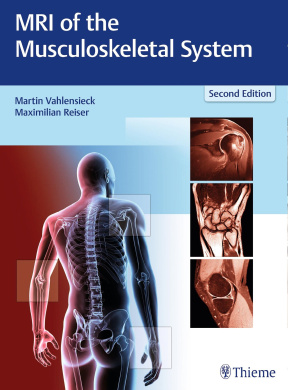 MRI of the
Musculoskeletal System
Martin Vahlensieck
Maximilian Reiser
Second Edition
Thieme